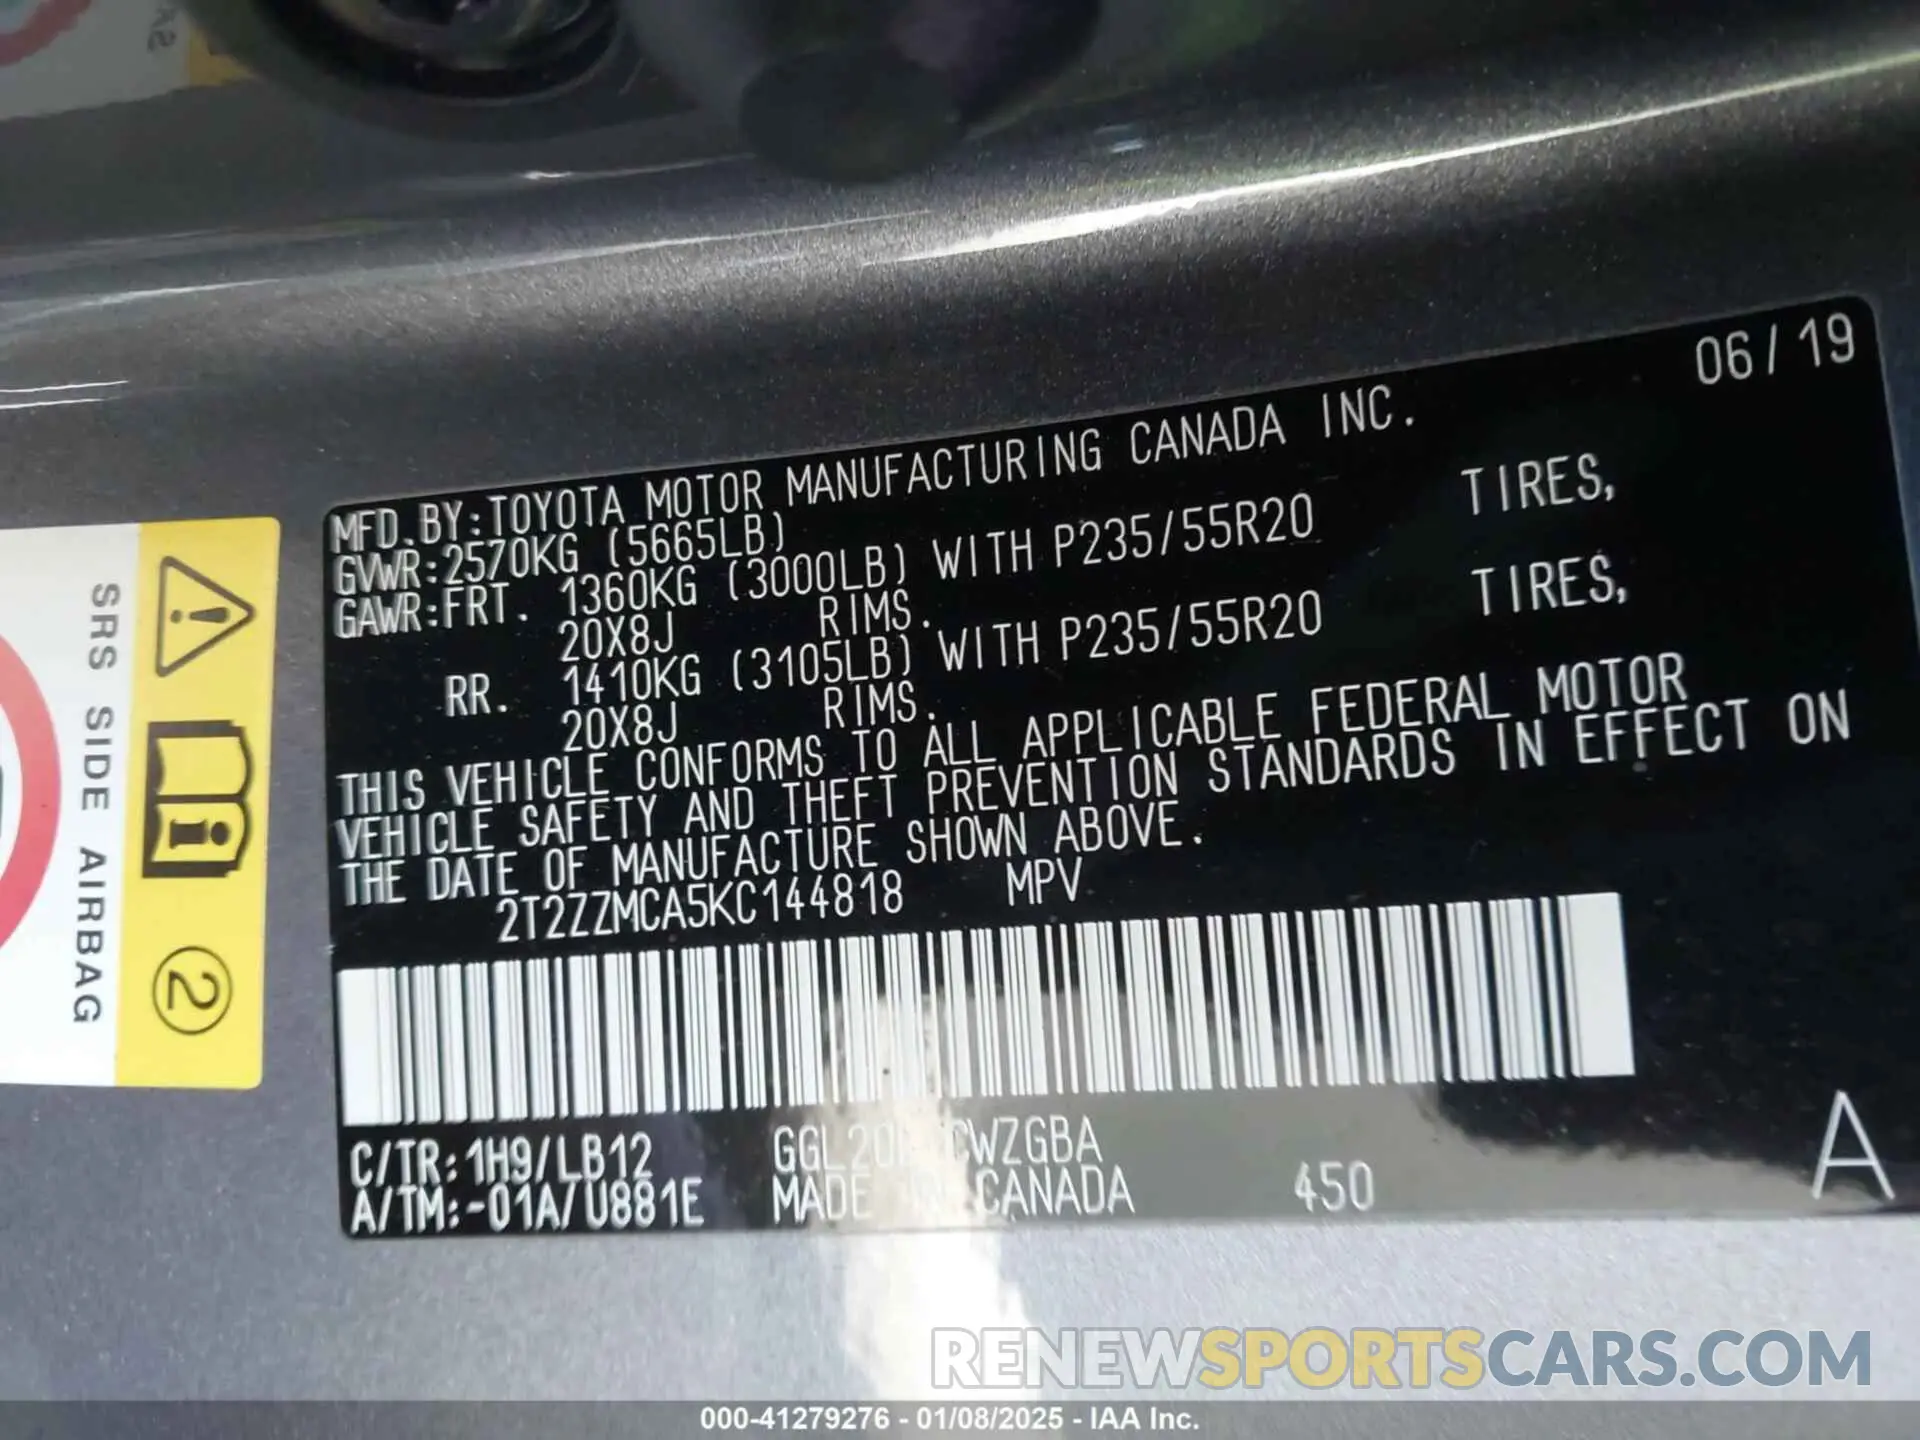 06/19
MFD.BY:TOYOTA MOTOR MANUFACTURING CANADA INC.
GVWR:2570KG (5665LB)
GAWR:FRT. 1360KG (3000LB) WITH P235/55R20 TIRES,
20X8J RIMS.
RR. 1410KG (3105LB) WITH P235/55R20 TIRES,
20X8J RIMS.
THIS VEHICLE CONFORMS TO ALL APPLICABLE FEDERAL MOTOR
VEHICLE SAFETY AND THEFT PREVENTION STANDARDS IN EFFECT ON
THE DATE OF MANUFACTURE SHOWN ABOVE.
2T2ZZMCA5KC144818 MPV
C/TR:1H9/LB12
A/TM:-01A/U881E MADE IN CANADA 450
A
SRS SIDE AIRBAG
2
RENEWSPORTSCARS.COM
000-41279276 - 01/08/2025 - IAA Inc.